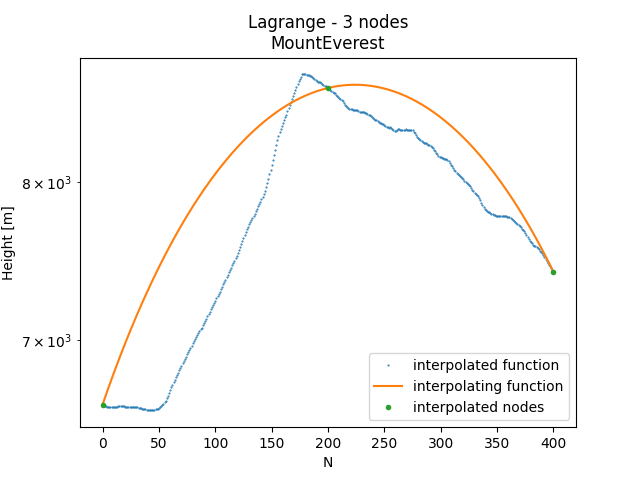 Lagrange - 3 nodes
MountEverest
Height [m]
8 × 10³
7 × 10³
0 50 100 150 200 250 300 350 400
N
interpolated function
interpolating function
interpolated nodes